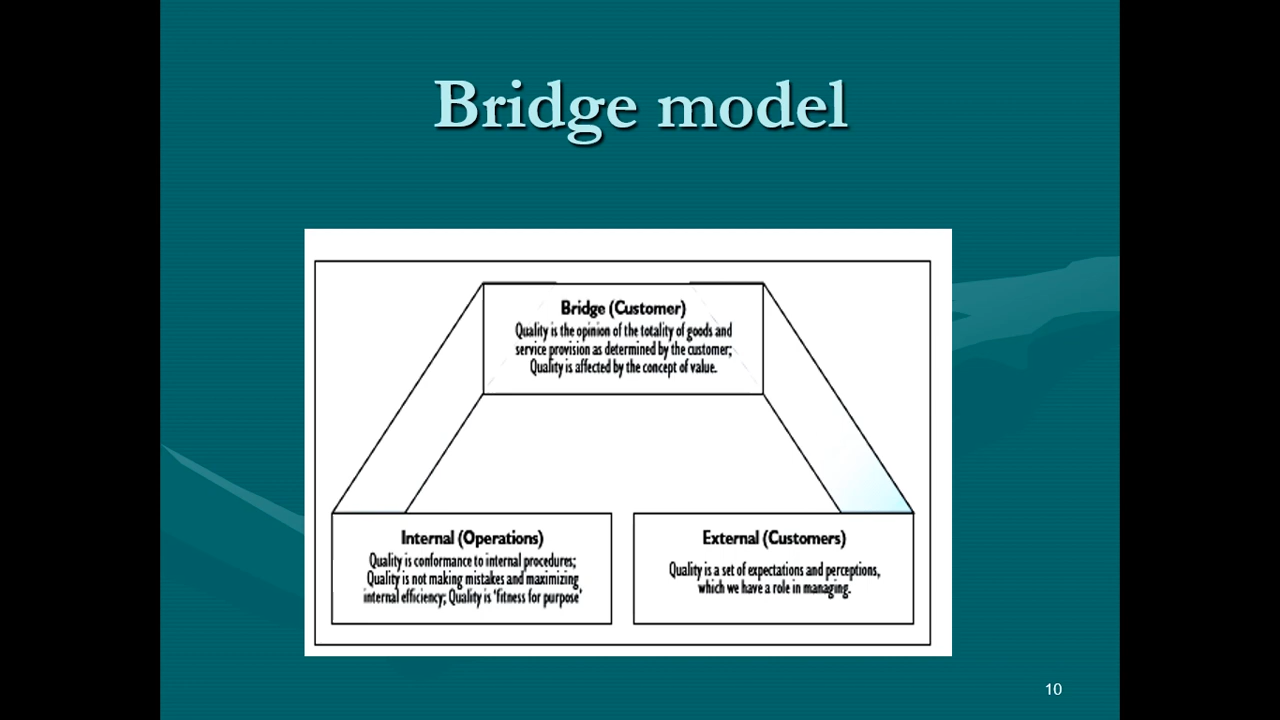 Bridge model
Bridge (Customer)
Quality is the opinion of the totality of goods and
service provision as determined by the customer;
Quality is affected by the concept of value.
Internal (Operations)
Quality is conformance to internal procedures;
Quality is not making mistakes and maximizing
internal efficiency; Quality is 'fitness for purpose'
External (Customers)
Quality is a set of expectations and perceptions,
which we have a role in managing.
10